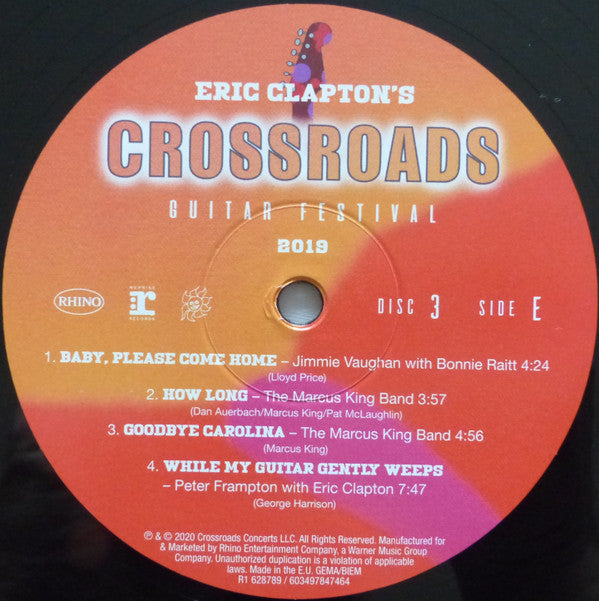 ERIC CLAPTON'S
CROSSROADS
GUITAR FESTIVAL
2019
RHINO
REPRISE
r
RECORDS
DISC 3 SIDE E
1. BABY, PLEASE COME HOME – Jimmie Vaughan with Bonnie Raitt 4:24
(Lloyd Price)
2. HOW LONG – The Marcus King Band 3:57
(Dan Auerbach/Marcus King/Pat McLaughlin)
3. GOODBYE CAROLINA – The Marcus King Band 4:56
(Marcus King)
4. WHILE MY GUITAR GENTLY WEEPS
– Peter Frampton with Eric Clapton 7:47
(George Harrison)
℗ & © 2020 Crossroads Concerts LLC. All Rights Reserved. Manufactured for
& Marketed by Rhino Entertainment Company, a Warner Music Group
Company. Unauthorized duplication is a violation of applicable
laws. Made in the E.U. GEMA/BIEM
R1 628789 / 603497847464